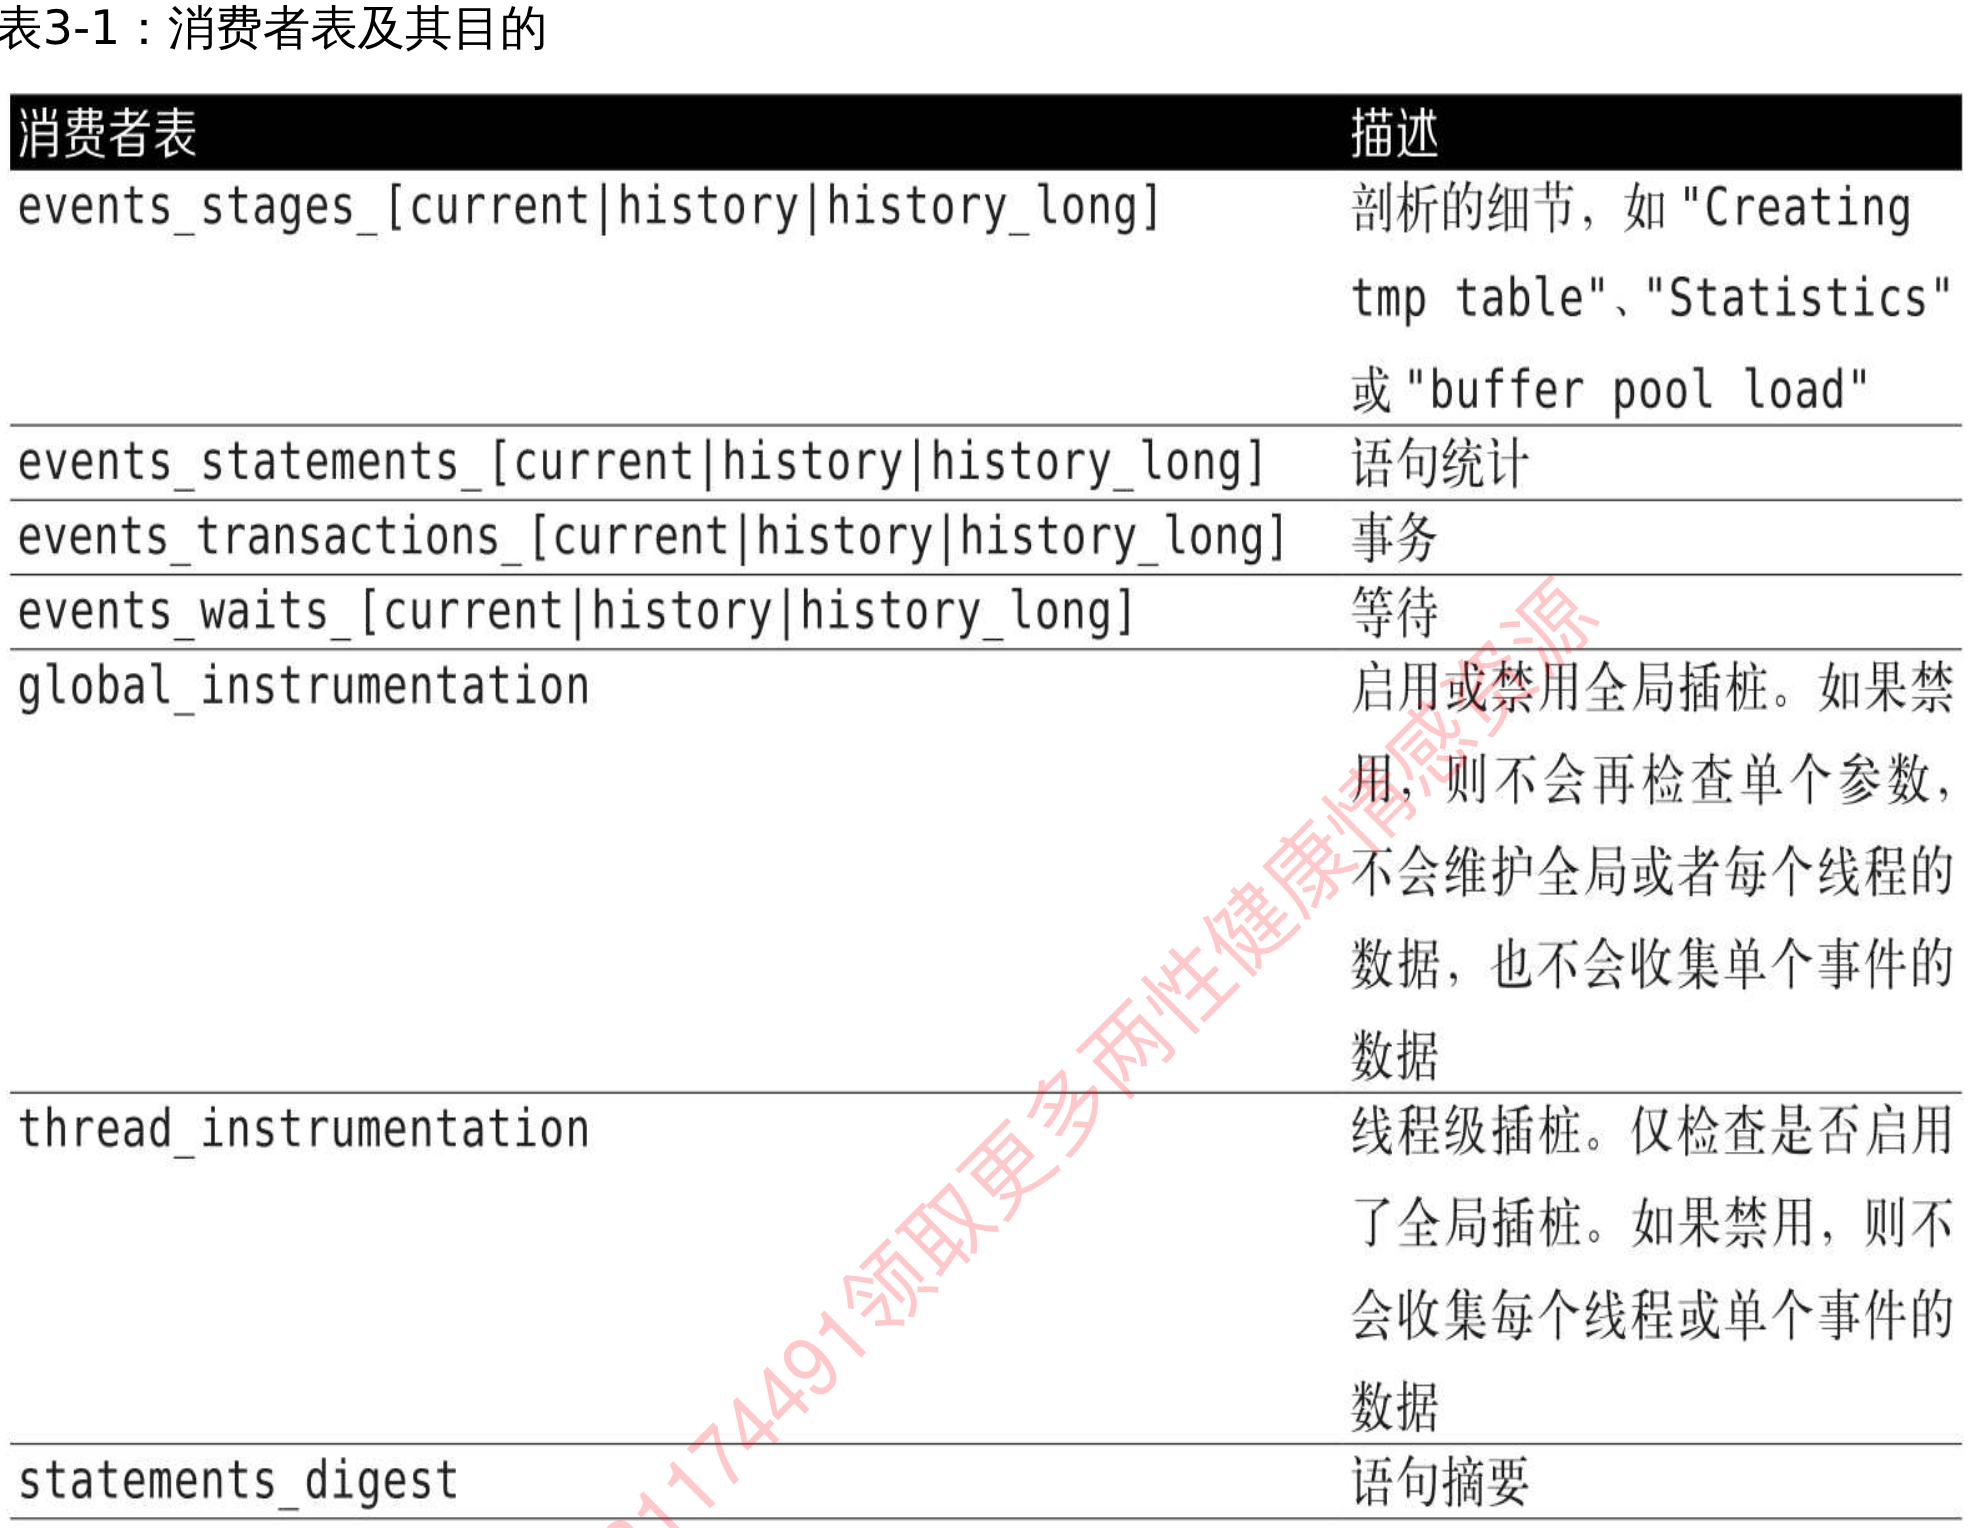 表3-1：消费者表及其目的
消费者表 描述
events_stages_[current|history|history_long] 剖析的细节，如 "Creating
tmp table"、"Statistics"
或 "buffer pool load"
events_statements_[current|history|history_long] 语句统计
events_transactions_[current|history|history_long] 事务
events_waits_[current|history|history_long] 等待
global_instrumentation 启用或禁用全局插桩。如果禁
用，则不会再检查单个参数，
不会维护全局或者每个线程的
数据，也不会收集单个事件的
数据
thread_instrumentation 线程级插桩。仅检查是否启用
了全局插桩。如果禁用，则不
会收集每个线程或单个事件的
数据
statements_digest 语句摘要
1174491领取更多两性健康情感资源